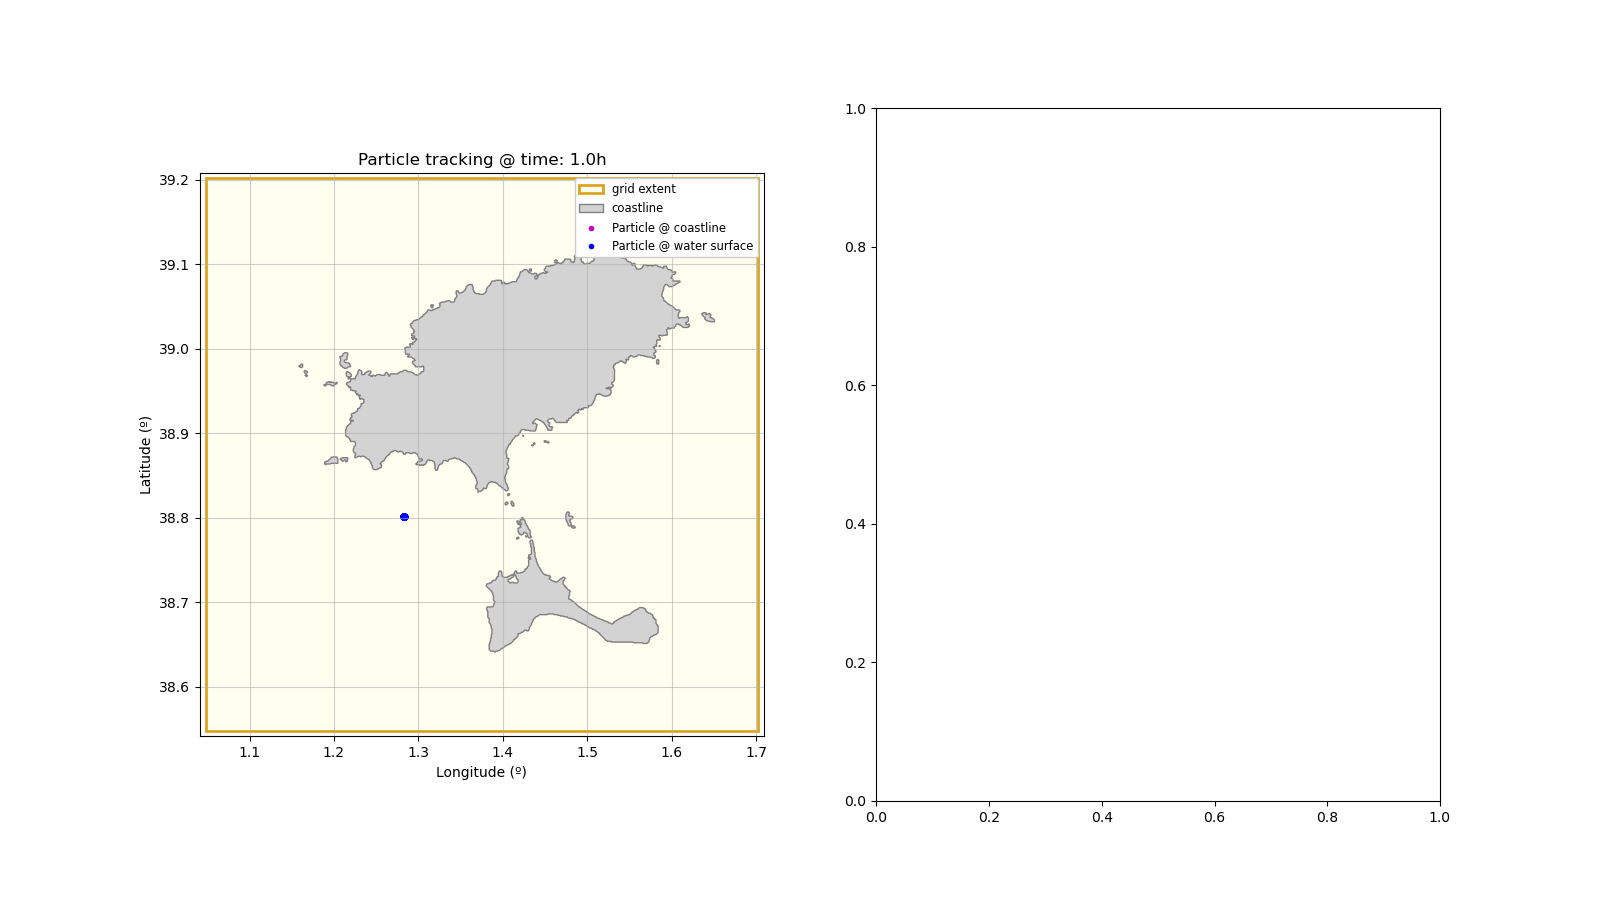 Particle tracking @ time: 1.0h
grid extent
coastline
Particle @ coastline
Particle @ water surface
39.2
39.1
39.0
38.9
38.8
38.7
38.6
Latitude (º)
1.1 1.2 1.3 1.4 1.5 1.6 1.7
Longitude (º)
1.0
0.8
0.6
0.4
0.2
0.0
0.0 0.2 0.4 0.6 0.8 1.0